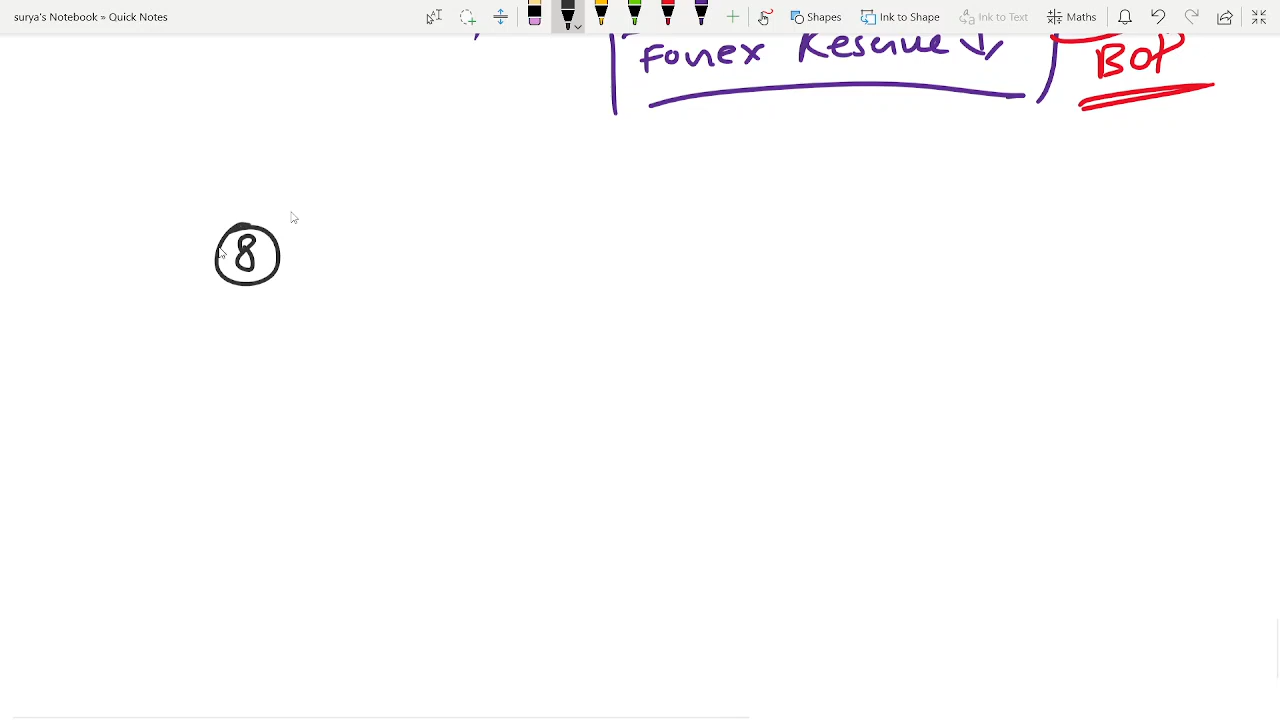 surya's Notebook » Quick Notes
Shapes
Ink to Shape
Ink to Text
Maths
Forex Reserve ↓
BOP
8